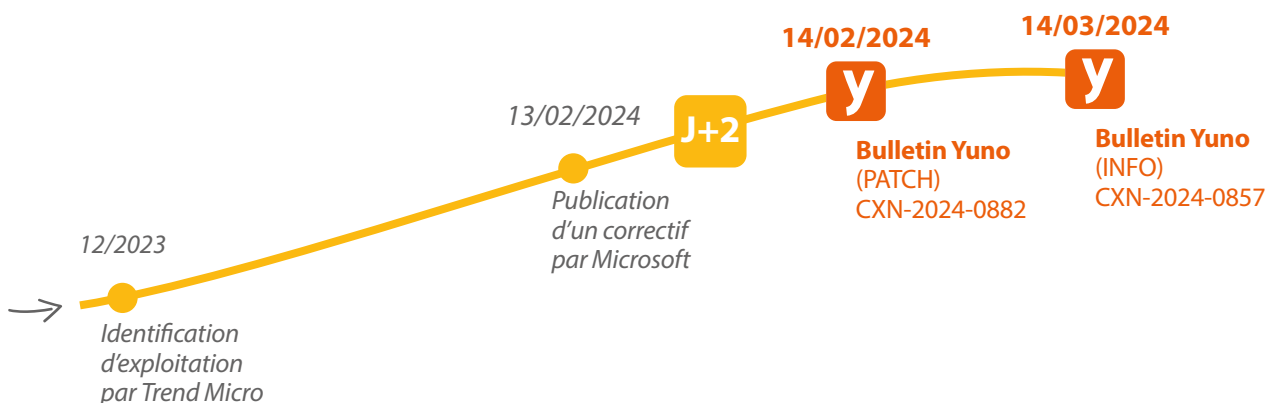 12/2023
Identification
d'exploitation
par Trend Micro
13/02/2024
Publication
d'un correctif
par Microsoft
J+2
14/02/2024
y
Bulletin Yuno
(PATCH)
CXN-2024-0882
14/03/2024
y
Bulletin Yuno
(INFO)
CXN-2024-0857